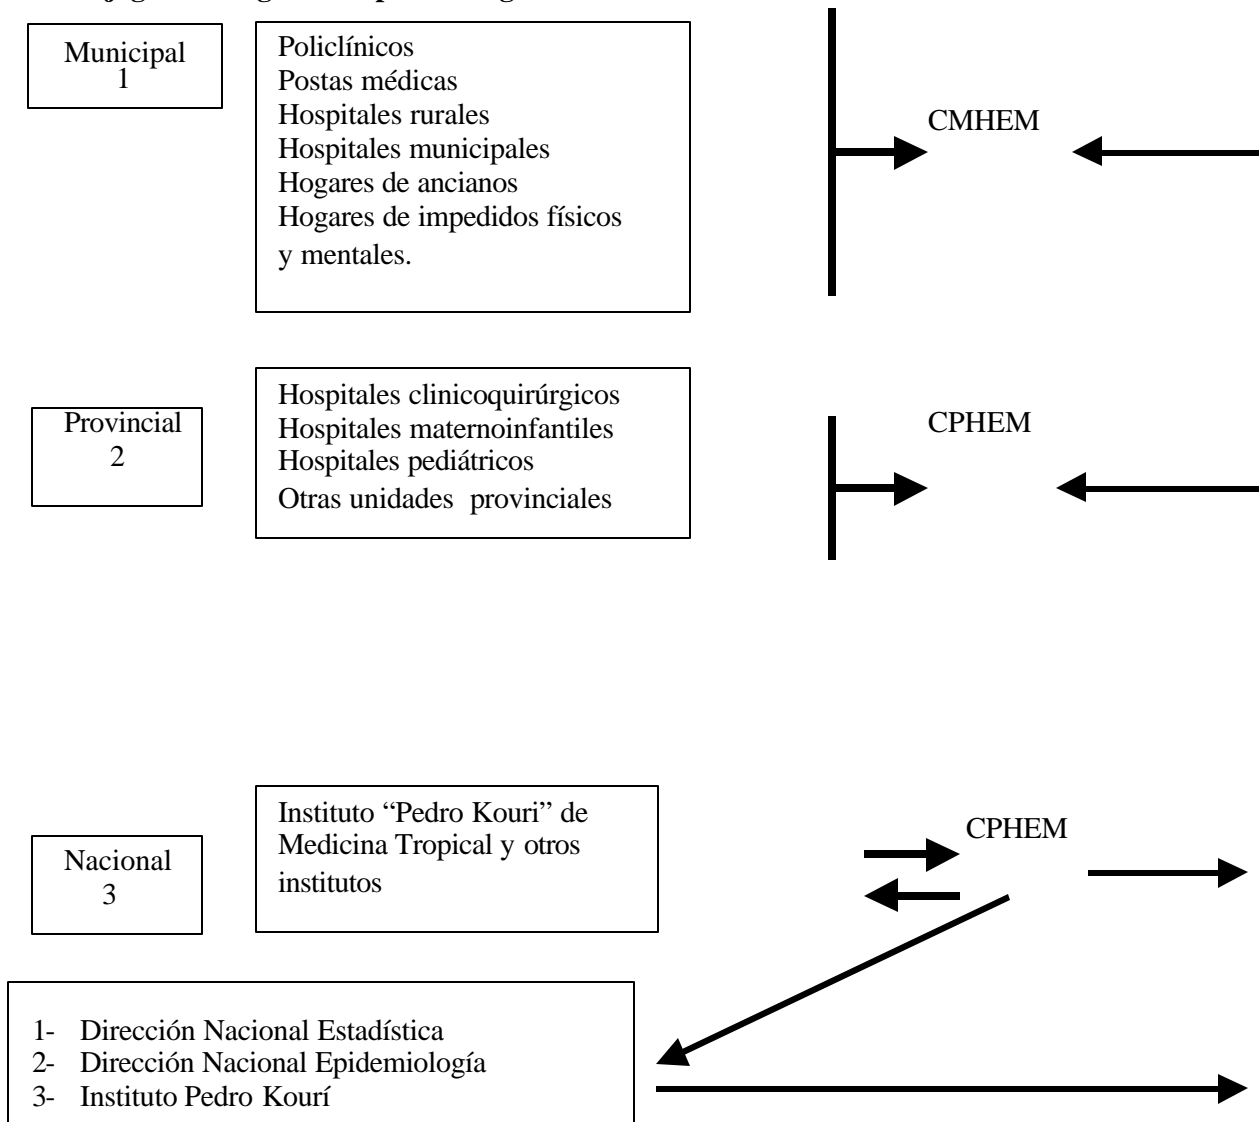 Municipal
1
Policlínicos
Postas médicas
Hospitales rurales
Hospitales municipales
Hogares de ancianos
Hogares de impedidos físicos
y mentales.
CMHEM
Provincial
2
Hospitales clinicoquirúrgicos
Hospitales maternoinfantiles
Hospitales pediátricos
Otras unidades provinciales
CPHEM
Nacional
3
Instituto “Pedro Kouri” de
Medicina Tropical y otros
institutos
CPHEM
1- Dirección Nacional Estadística
2- Dirección Nacional Epidemiología
3- Instituto Pedro Kourí